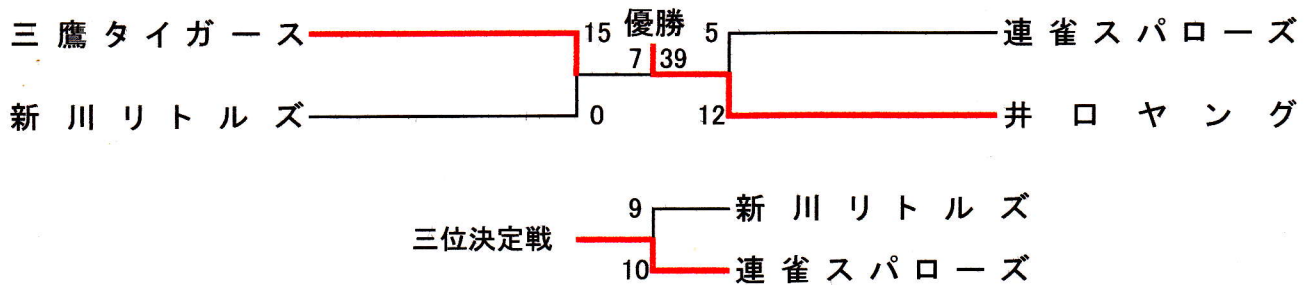 三鷹タイガース 15 優勝 5 連雀スパローズ
7 39
新川リトルズ 0 12 井口ヤング
9 新川リトルズ
三位決定戦
10 連雀スパローズ